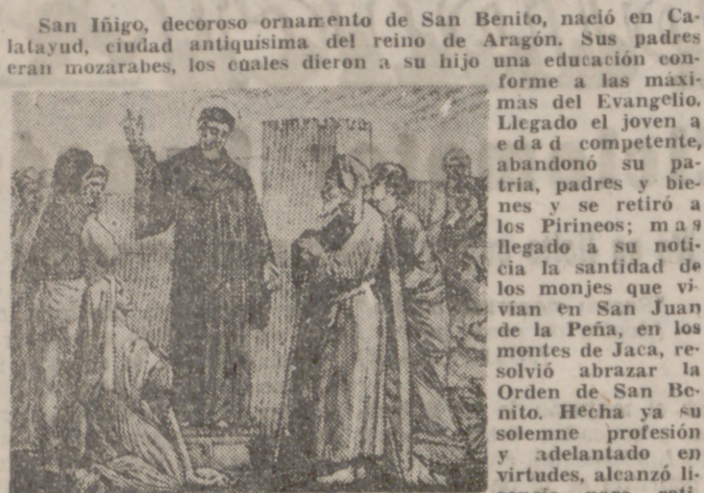 San Iñigo, decoroso ornamento de San Benito, nació en Ca-
latayud, ciudad antiquísima del reino de Aragón. Sus padres
eran mozárabes, los cuales dieron a su hijo una educación con-
forme a las máxi-
mas del Evangelio.
Llegado el joven a
edad competente,
abandonó su pa-
tria, padres y bie-
nes y se retiró a
los Pirineos; mas
llegado a su noti-
cia la santidad de
los monjes que vi-
vían en San Juan
de la Peña, en los
montes de Jaca, re-
solvió abrazar la
Orden de San Be-
nito. Hecha ya su
solemne profesión
y adelantado en
virtudes, alcanzó li-